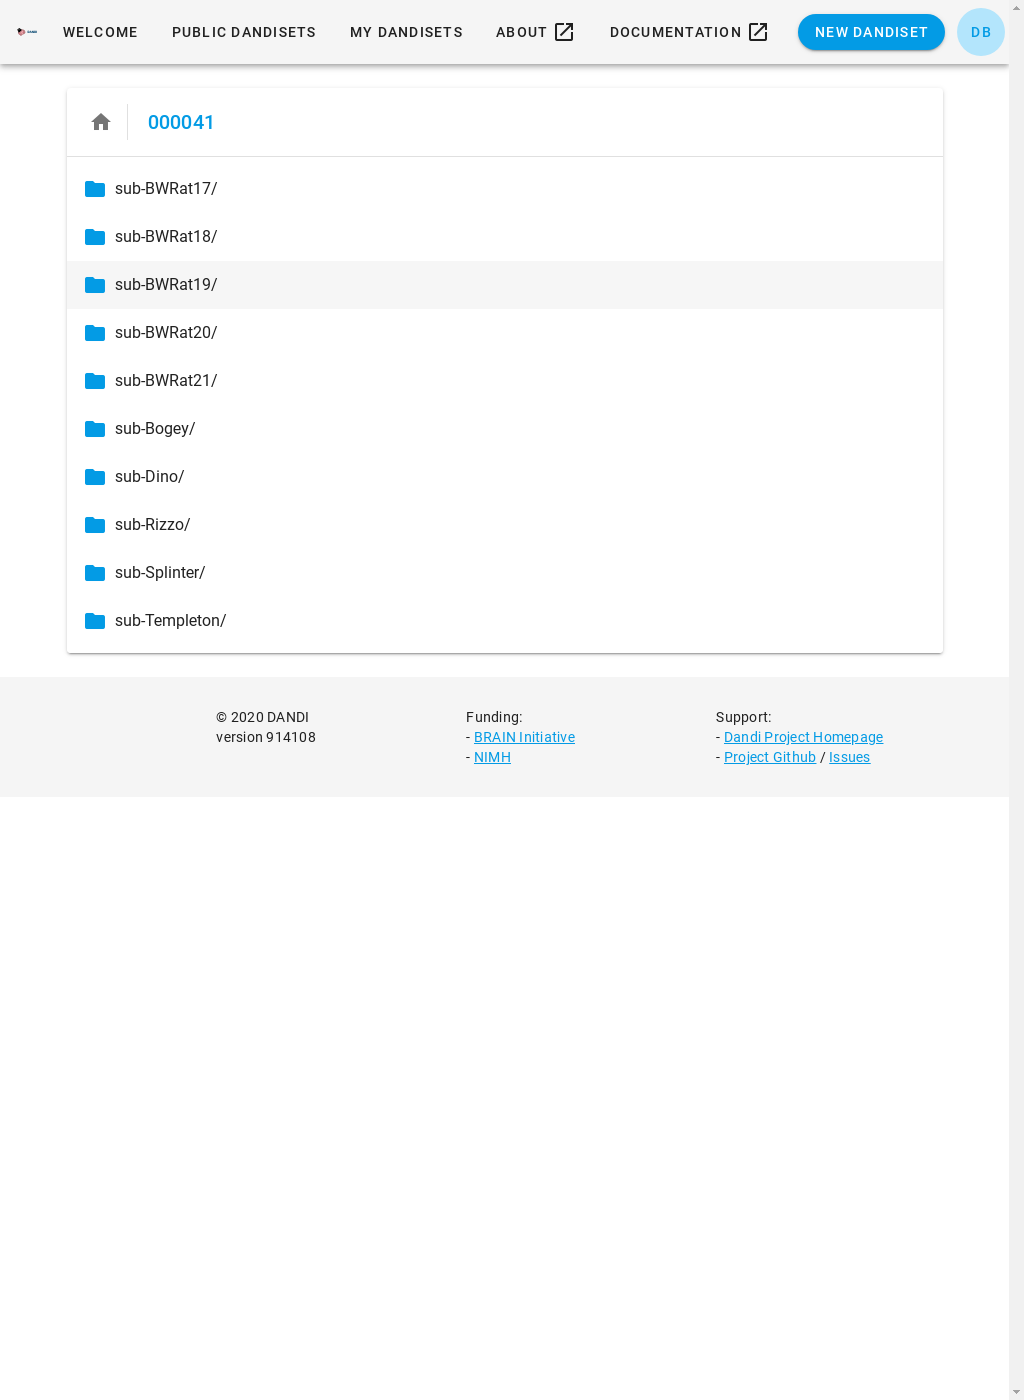 WELCOME PUBLIC DANDISETS MY DANDISETS ABOUT DOCUMENTATION NEW DANDISET DB
000041
sub-BWRat17/
sub-BWRat18/
sub-BWRat19/
sub-BWRat20/
sub-BWRat21/
sub-Bogey/
sub-Dino/
sub-Rizzo/
sub-Splinter/
sub-Templeton/
© 2020 DANDI
version 914108
Funding:
- BRAIN Initiative
- NIMH
Support:
- Dandi Project Homepage
- Project Github / Issues